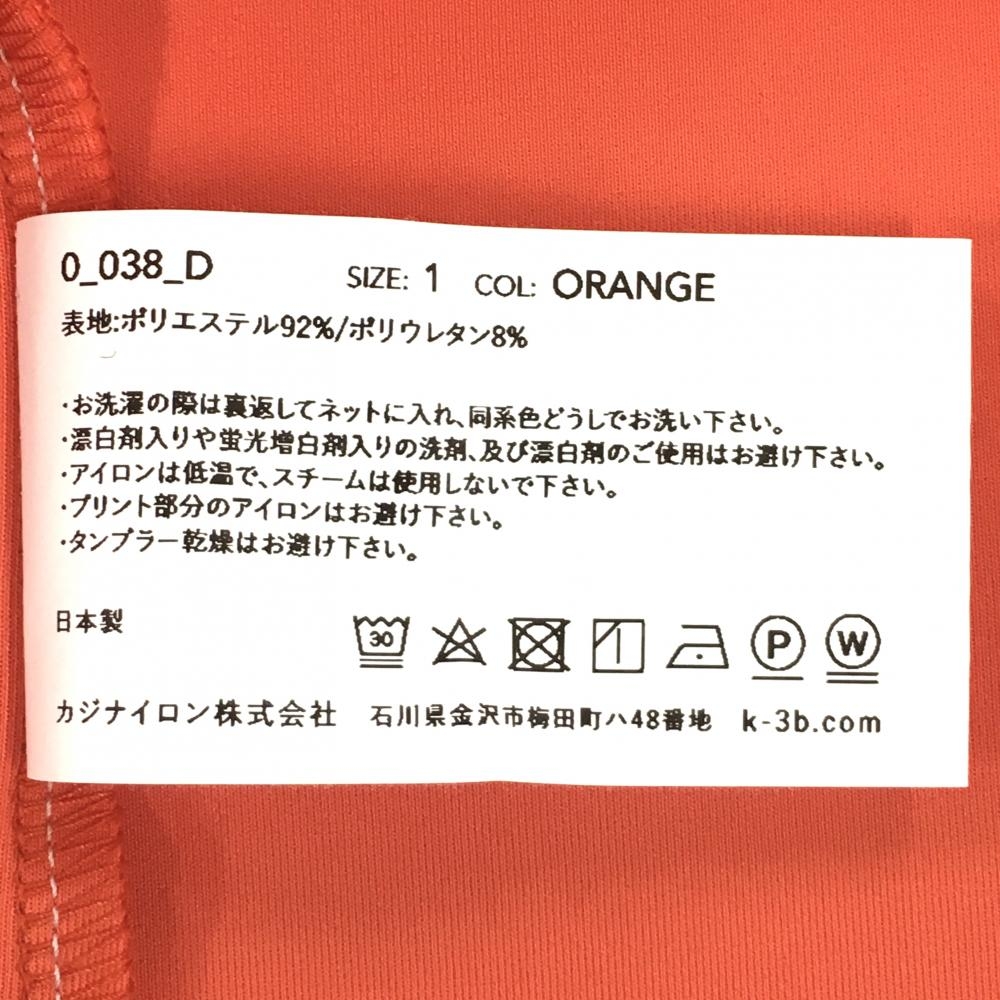 0_038_D SIZE: 1 COL: ORANGE
表地:ポリエステル92%/ポリウレタン8%
・お洗濯の際は裏返してネットに入れ、同系色どうしでお洗い下さい。
・漂白剤入りや蛍光増白剤入りの洗剤、及び漂白剤のご使用はお避け下さい。
・アイロンは低温で、スチームは使用しないで下さい。
・プリント部分のアイロンはお避け下さい。
・タンブラー乾燥はお避け下さい。
日本製 30 P W
カジナイロン株式会社 石川県金沢市梅田町ハ48番地 k-3b.com